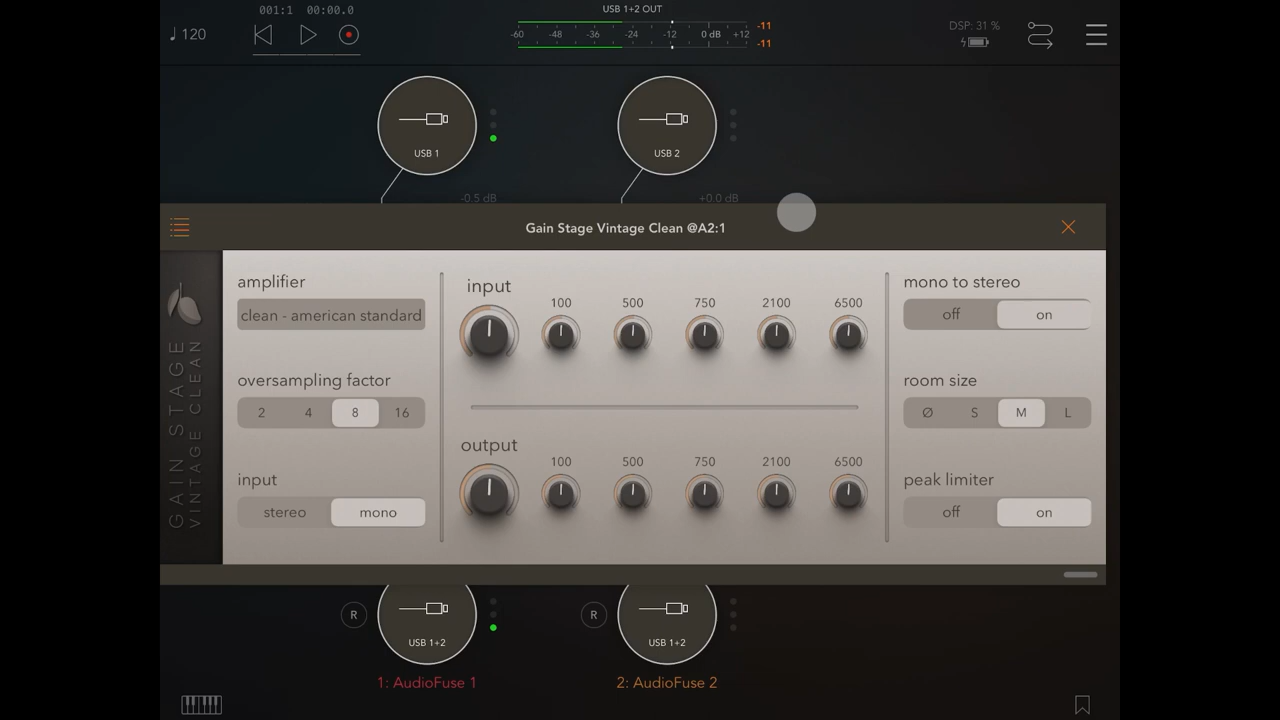 001:1 00:00.0
USB 1+2 OUT
♩120
-60 -48 -36 -24 -12 0 dB +12
-11
-11
DSP: 31 %
USB 1
USB 2
-0.5 dB
+0.0 dB
Gain Stage Vintage Clean @A2:1
GAIN STAGE
VINTAGE CLEAN
amplifier
clean - american standard
oversampling factor
2 4 8 16
input
stereo mono
input
100 500 750 2100 6500
output
100 500 750 2100 6500
mono to stereo
off on
room size
Ø S M L
peak limiter
off on
R
USB 1+2
R
USB 1+2
1: AudioFuse 1
2: AudioFuse 2